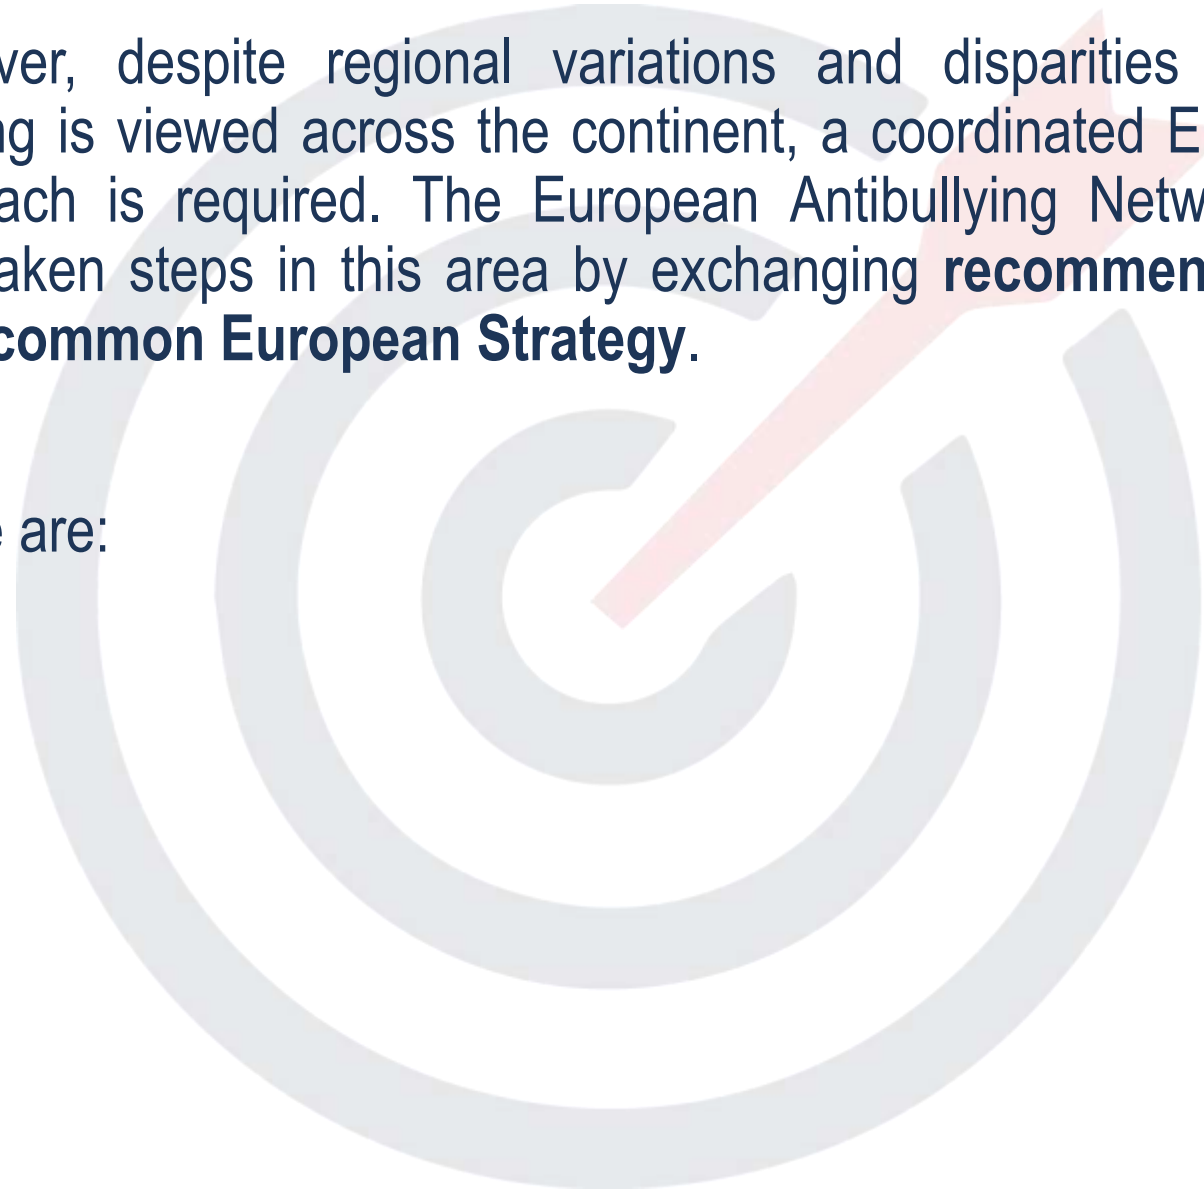 ver, despite regional variations and disparities
ng is viewed across the continent, a coordinated E
ach is required. The European Antibullying Netw
aken steps in this area by exchanging recommen
common European Strategy.
e are: